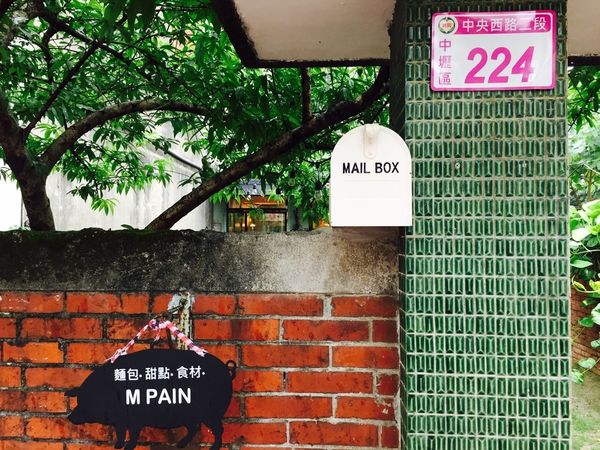 中央西路二段
中壢區
224
MAIL BOX
麵包.甜點.食材.
M PAIN